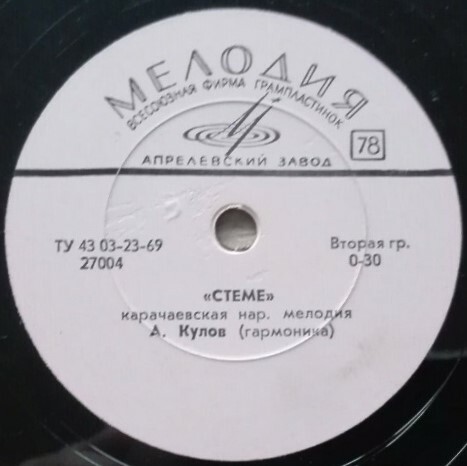 МЕЛОДИЯ
ВСЕСОЮЗНАЯ ФИРМА ГРАМПЛАСТИНОК
78
АПРЕЛЕВСКИЙ ЗАВОД
ТУ 43 03-23-69 Вторая гр.
27004 0-30
«СТЕМЕ»
карачаевская нар. мелодия
А. Кулов (гармоника)